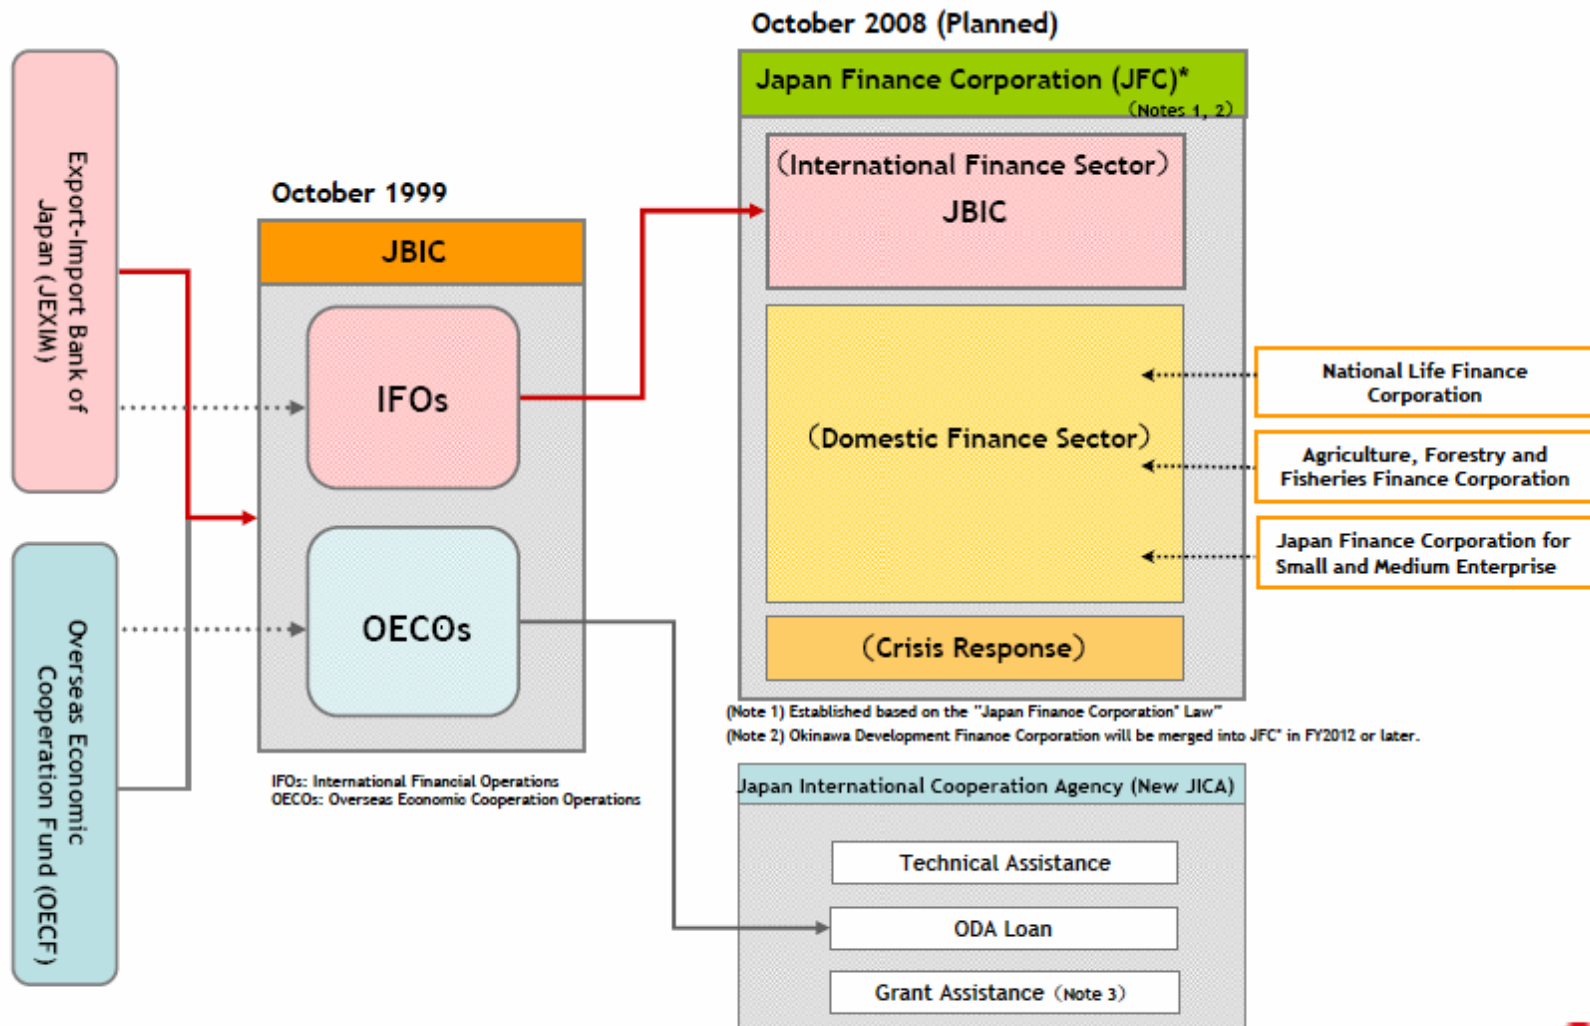 October 2008 (Planned)
Japan Finance Corporation (JFC)*
(Notes 1, 2)
(International Finance Sector)
JBIC
(Domestic Finance Sector)
(Crisis Response)
National Life Finance
Corporation
Agriculture, Forestry and
Fisheries Finance Corporation
Japan Finance Corporation for
Small and Medium Enterprise
(Note 1) Established based on the "Japan Finance Corporation* Law"
(Note 2) Okinawa Development Finance Corporation will be merged into JFC* in FY2012 or later.
Export-Import Bank of
Japan (JEXIM)
Overseas Economic
Cooperation Fund (OECF)
October 1999
JBIC
IFOs
OECOs
IFOs: International Financial Operations
OECOs: Overseas Economic Cooperation Operations
Japan International Cooperation Agency (New JICA)
Technical Assistance
ODA Loan
Grant Assistance (Note 3)